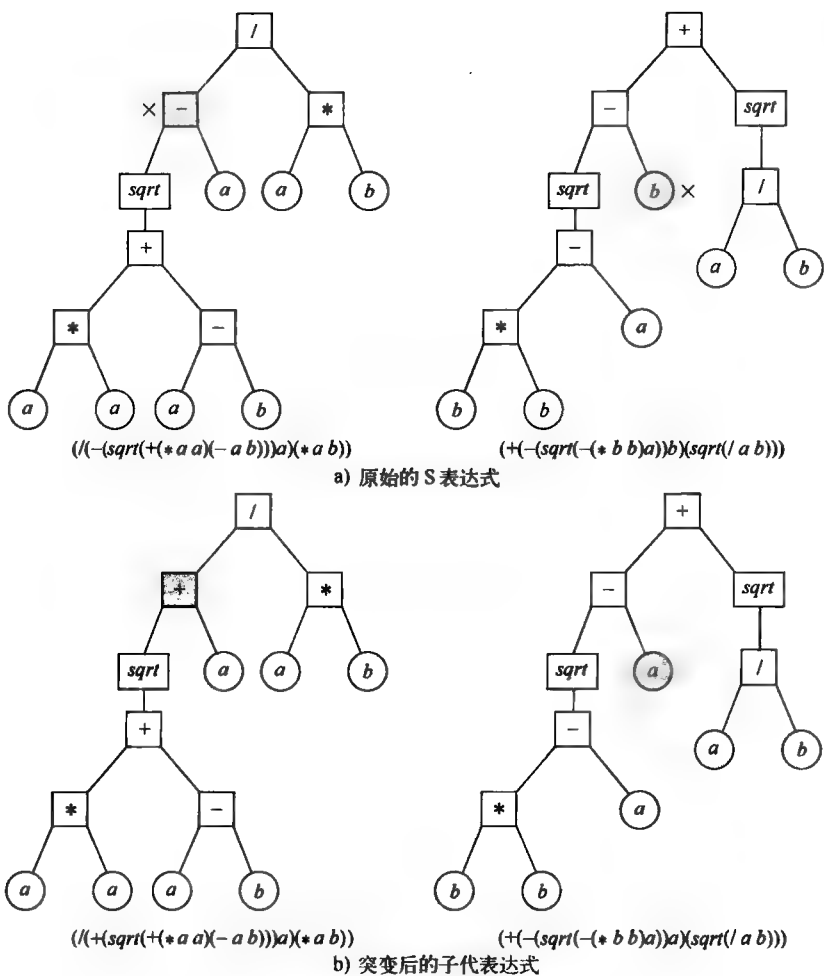 / +
× - * - sqrt
sqrt a a b sqrt b × /
+ - a b
* - * a
a a a b b b
(/(-(sqrt(+(* a a)(- a b)))a)(* a b)) (+(-(sqrt(-(* b b)a))b)(sqrt(/ a b)))
a) 原始的 S 表达式
/ +
+ * - sqrt
sqrt a a b sqrt a /
+ - a b
* - * a
a a a b b b
(/(+(sqrt(+(* a a)(- a b)))a)(* a b)) (+(-(sqrt(-(* b b)a))a)(sqrt(/ a b)))
b) 突变后的子代表达式